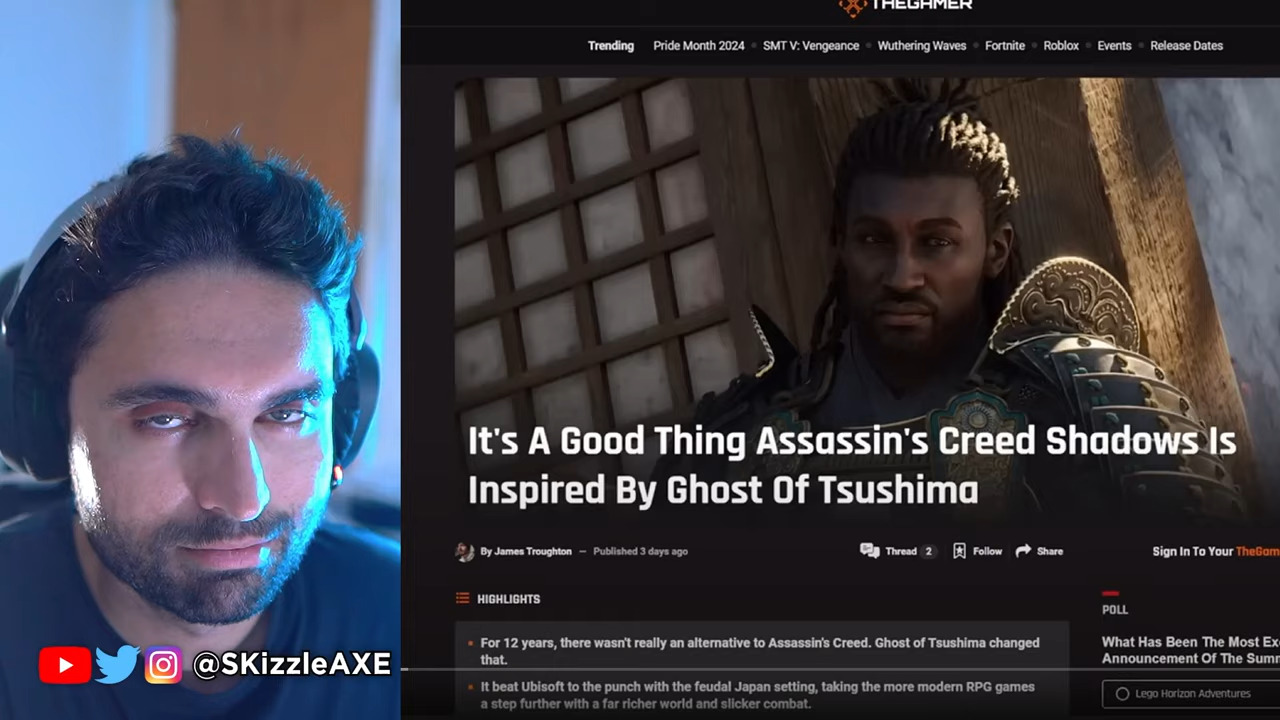 THEGAMER
Trending Pride Month 2024 SMT V: Vengeance Wuthering Waves Fortnite Roblox Events Release Dates
It's A Good Thing Assassin's Creed Shadows Is
Inspired By Ghost Of Tsushima
By James Troughton — Published 3 days ago
Thread 2 Follow Share
Sign In To Your TheGam
HIGHLIGHTS
• For 12 years, there wasn't really an alternative to Assassin's Creed. Ghost of Tsushima changed
that.
• It beat Ubisoft to the punch with the feudal Japan setting, taking the more modern RPG games
a step further with a far richer world and slicker combat.
POLL
What Has Been The Most Exc
Announcement Of The Summ
Lego Horizon Adventures
@SKizzleAXE